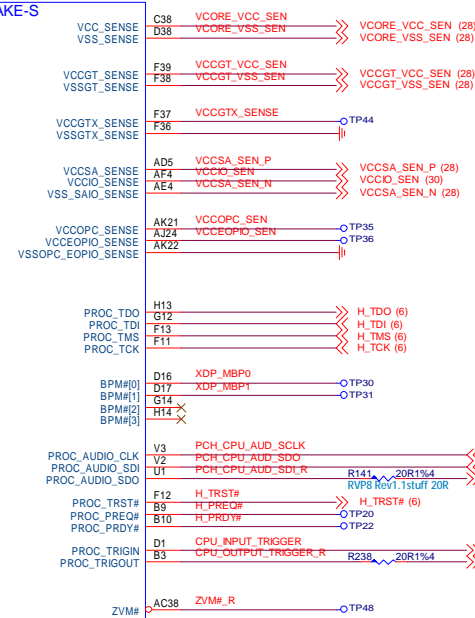 AKE-S
VCC_SENSE C38 VCORE_VCC_SEN VCORE_VCC_SEN (28)
VSS_SENSE D38 VCORE_VSS_SEN VCORE_VSS_SEN (28)
VCCGT_SENSE F39 VCCGT_VCC_SEN VCCGT_VCC_SEN (28)
VSSGT_SENSE F38 VCCGT_VSS_SEN VCCGT_VSS_SEN (28)
VCCGTX_SENSE F37 VCCGTX_SENSE TP44
VSSGTX_SENSE F36
VCCSA_SENSE AD5 VCCSA_SEN_P VCCSA_SEN_P (28)
VCCIO_SENSE AF4 VCCIO_SEN VCCIO_SEN (30)
VSS_SAIO_SENSE AE4 VCCSA_SEN_N VCCSA_SEN_N (28)
VCCOPC_SENSE AK21 VCCOPC_SEN TP35
VCCEOPIO_SENSE AJ24 VCCEOPIO_SEN TP36
VSSOPC_EOPIO_SENSE AK22
PROC_TDO H13 H_TDO (6)
PROC_TDI G12 H_TDI (6)
PROC_TMS F13 H_TMS (6)
PROC_TCK F11 H_TCK (6)
BPM#[0] D16 XDP_MBP0 TP30
BPM#[1] D17 XDP_MBP1 TP31
BPM#[2] G14
BPM#[3] H14
PROC_AUDIO_CLK V3 PCH_CPU_AUD_SCLK
PROC_AUDIO_SDI V2 PCH_CPU_AUD_SDO
PROC_AUDIO_SDO U1 PCH_CPU_AUD_SDI_R R141 20R1%4
RVP8 Rev1.1stuff 20R
PROC_TRST# F12 H_TRST# H_TRST# (6)
PROC_PREQ# B9 H_PREQ# TP20
PROC_PRDY# B10 H_PRDY# TP22
PROC_TRIGIN D1 CPU_INPUT_TRIGGER
PROC_TRIGOUT B3 CPU_OUTPUT_TRIGGER_R R238 20R1%4
ZVM# AC38 ZVM#_R TP48